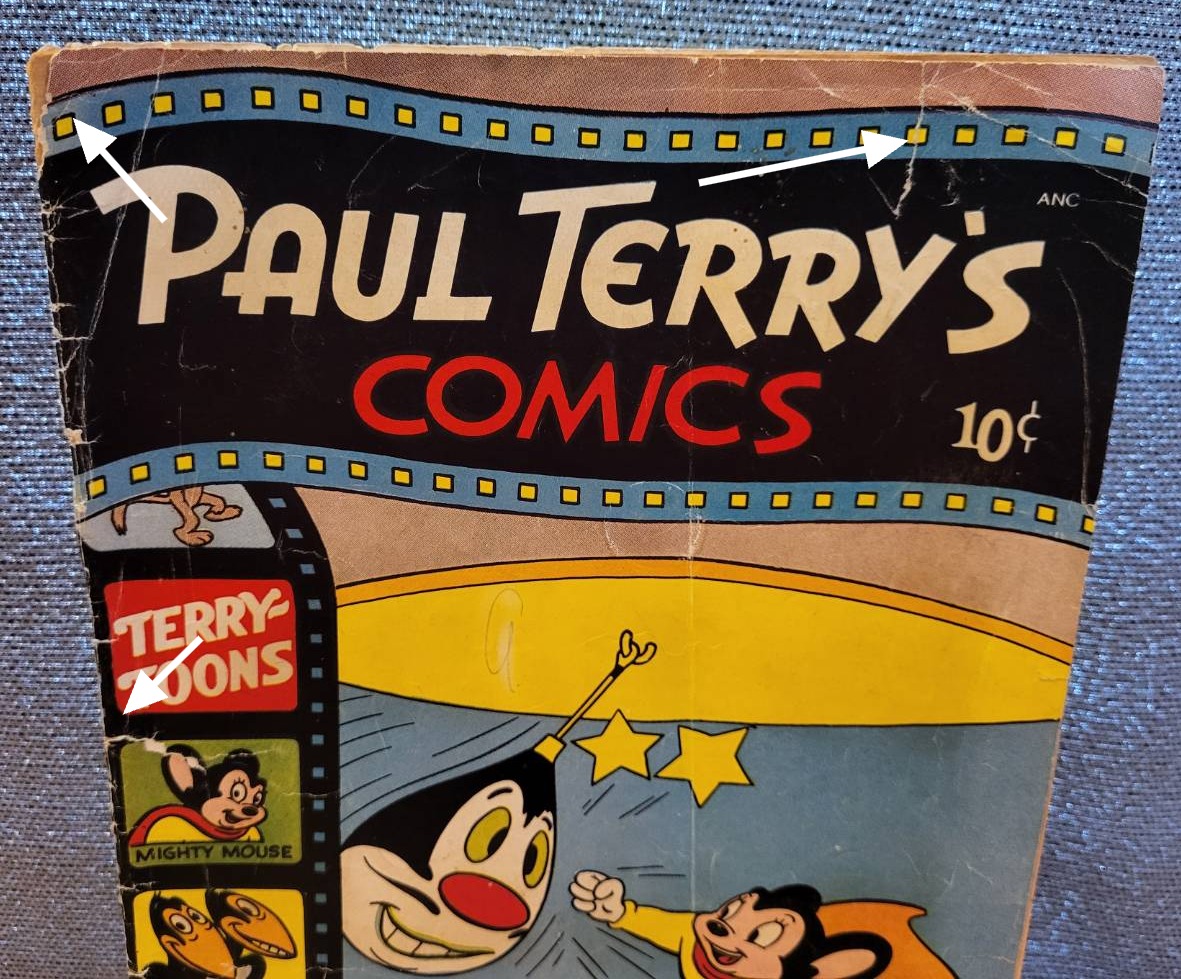 ANC
PAUL TERRY'S
COMICS
10¢
TERRY-
TOONS
MIGHTY MOUSE
a